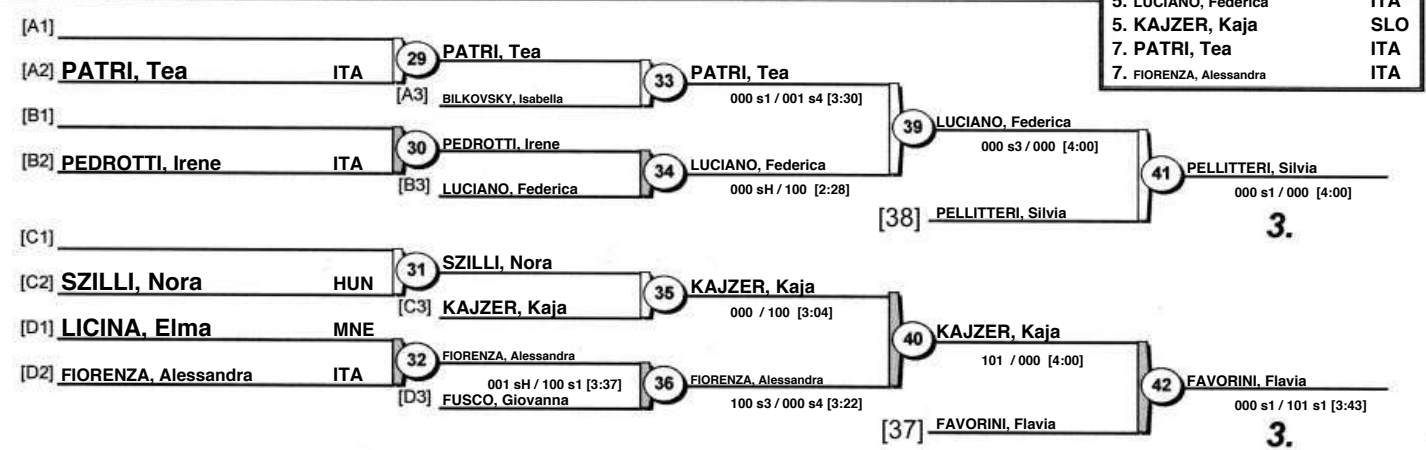 5. LUCIANO, Federica ITA
5. KAJZER, Kaja SLO
7. PATRI, Tea ITA
7. FIORENZA, Alessandra ITA
[A1]
[A2] PATRI, Tea ITA
29
PATRI, Tea
[A3] BILKOVSKY, Isabella
33
PATRI, Tea
000 s1 / 001 s4 [3:30]
[B1]
[B2] PEDROTTI, Irene ITA
30
PEDROTTI, Irene
[B3] LUCIANO, Federica
34
LUCIANO, Federica
000 sH / 100 [2:28]
39
LUCIANO, Federica
000 s3 / 000 [4:00]
[38] PELLITTERI, Silvia
41
PELLITTERI, Silvia
000 s1 / 000 [4:00]
3.
[C1]
[C2] SZILLI, Nora HUN
31
SZILLI, Nora
[C3] KAJZER, Kaja
35
KAJZER, Kaja
000 / 100 [3:04]
[D1] LICINA, Elma MNE
[D2] FIORENZA, Alessandra ITA
32
FIORENZA, Alessandra
001 sH / 100 s1 [3:37]
[D3] FUSCO, Giovanna
36
FIORENZA, Alessandra
100 s3 / 000 s4 [3:22]
40
KAJZER, Kaja
101 / 000 [4:00]
[37] FAVORINI, Flavia
42
FAVORINI, Flavia
000 s1 / 101 s1 [3:43]
3.